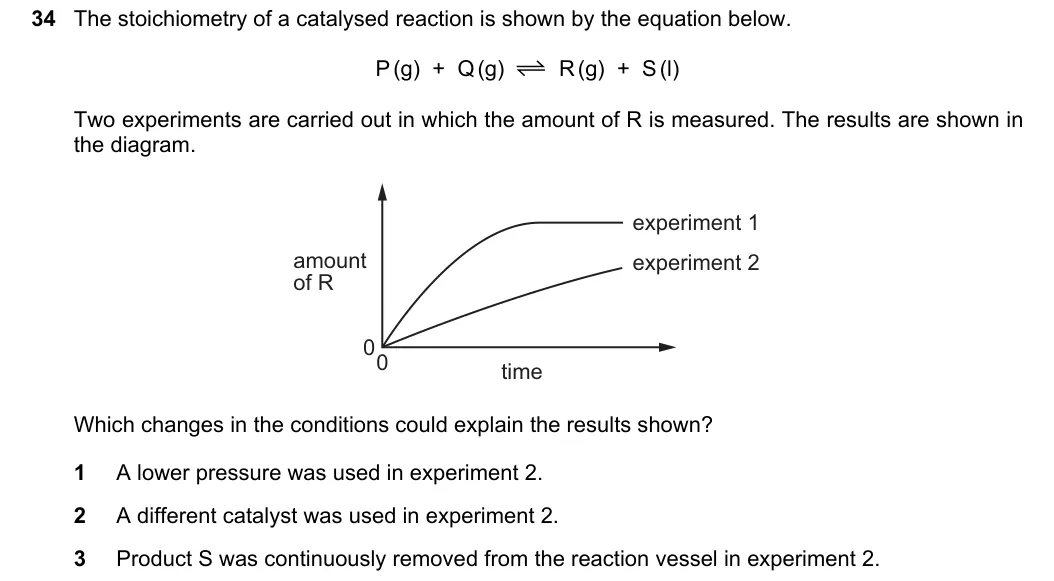 34 The stoichiometry of a catalysed reaction is shown by the equation below.
P(g) + Q(g) ⇌ R(g) + S(l)
Two experiments are carried out in which the amount of R is measured. The results are shown in
the diagram.
experiment 1
amount
of R
experiment 2
0
0
time
Which changes in the conditions could explain the results shown?
1 A lower pressure was used in experiment 2.
2 A different catalyst was used in experiment 2.
3 Product S was continuously removed from the reaction vessel in experiment 2.